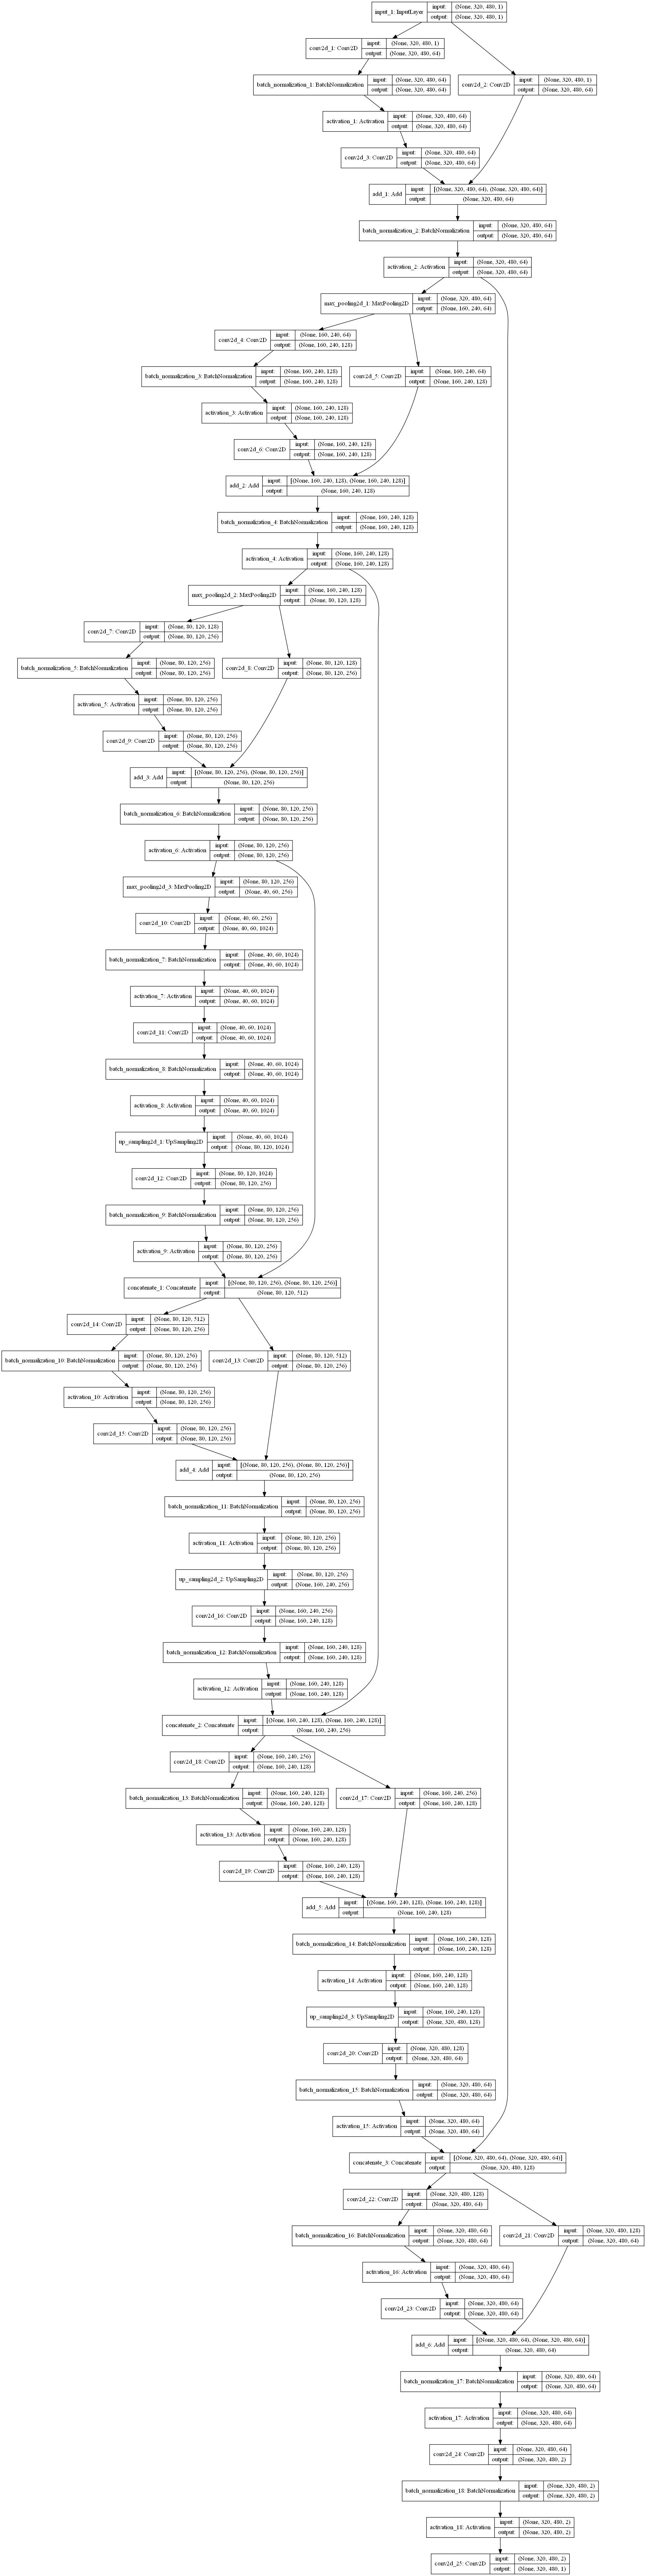 input_1: InputLayer
input: (None, 320, 480, 1)
output: (None, 320, 480, 1)
conv2d_1: Conv2D
input: (None, 320, 480, 1)
output: (None, 320, 480, 64)
batch_normalization_1: BatchNormalization
input: (None, 320, 480, 64)
output: (None, 320, 480, 64)
conv2d_2: Conv2D
input: (None, 320, 480, 1)
output: (None, 320, 480, 64)
activation_1: Activation
input: (None, 320, 480, 64)
output: (None, 320, 480, 64)
conv2d_3: Conv2D
input: (None, 320, 480, 64)
output: (None, 320, 480, 64)
add_1: Add
input: [(None, 320, 480, 64), (None, 320, 480, 64)]
output: (None, 320, 480, 64)
batch_normalization_2: BatchNormalization
input: (None, 320, 480, 64)
output: (None, 320, 480, 64)
activation_2: Activation
input: (None, 320, 480, 64)
output: (None, 320, 480, 64)
max_pooling2d_1: MaxPooling2D
input: (None, 320, 480, 64)
output: (None, 160, 240, 64)
conv2d_4: Conv2D
input: (None, 160, 240, 64)
output: (None, 160, 240, 128)
batch_normalization_3: BatchNormalization
input: (None, 160, 240, 128)
output: (None, 160, 240, 128)
conv2d_5: Conv2D
input: (None, 160, 240, 64)
output: (None, 160, 240, 128)
activation_3: Activation
input: (None, 160, 240, 128)
output: (None, 160, 240, 128)
conv2d_6: Conv2D
input: (None, 160, 240, 128)
output: (None, 160, 240, 128)
add_2: Add
input: [(None, 160, 240, 128), (None, 160, 240, 128)]
output: (None, 160, 240, 128)
batch_normalization_4: BatchNormalization
input: (None, 160, 240, 128)
output: (None, 160, 240, 128)
activation_4: Activation
input: (None, 160, 240, 128)
output: (None, 160, 240, 128)
max_pooling2d_2: MaxPooling2D
input: (None, 160, 240, 128)
output: (None, 80, 120, 128)
conv2d_7: Conv2D
input: (None, 80, 120, 128)
output: (None, 80, 120, 256)
batch_normalization_5: BatchNormalization
input: (None, 80, 120, 256)
output: (None, 80, 120, 256)
conv2d_8: Conv2D
input: (None, 80, 120, 128)
output: (None, 80, 120, 256)
activation_5: Activation
input: (None, 80, 120, 256)
output: (None, 80, 120, 256)
conv2d_9: Conv2D
input: (None, 80, 120, 256)
output: (None, 80, 120, 256)
add_3: Add
input: [(None, 80, 120, 256), (None, 80, 120, 256)]
output: (None, 80, 120, 256)
batch_normalization_6: BatchNormalization
input: (None, 80, 120, 256)
output: (None, 80, 120, 256)
activation_6: Activation
input: (None, 80, 120, 256)
output: (None, 80, 120, 256)
max_pooling2d_3: MaxPooling2D
input: (None, 80, 120, 256)
output: (None, 40, 60, 256)
conv2d_10: Conv2D
input: (None, 40, 60, 256)
output: (None, 40, 60, 1024)
batch_normalization_7: BatchNormalization
input: (None, 40, 60, 1024)
output: (None, 40, 60, 1024)
activation_7: Activation
input: (None, 40, 60, 1024)
output: (None, 40, 60, 1024)
conv2d_11: Conv2D
input: (None, 40, 60, 1024)
output: (None, 40, 60, 1024)
batch_normalization_8: BatchNormalization
input: (None, 40, 60, 1024)
output: (None, 40, 60, 1024)
activation_8: Activation
input: (None, 40, 60, 1024)
output: (None, 40, 60, 1024)
up_sampling2d_1: UpSampling2D
input: (None, 40, 60, 1024)
output: (None, 80, 120, 1024)
conv2d_12: Conv2D
input: (None, 80, 120, 1024)
output: (None, 80, 120, 256)
batch_normalization_9: BatchNormalization
input: (None, 80, 120, 256)
output: (None, 80, 120, 256)
activation_9: Activation
input: (None, 80, 120, 256)
output: (None, 80, 120, 256)
concatenate_1: Concatenate
input: [(None, 80, 120, 256), (None, 80, 120, 256)]
output: (None, 80, 120, 512)
conv2d_14: Conv2D
input: (None, 80, 120, 512)
output: (None, 80, 120, 256)
batch_normalization_10: BatchNormalization
input: (None, 80, 120, 256)
output: (None, 80, 120, 256)
conv2d_13: Conv2D
input: (None, 80, 120, 512)
output: (None, 80, 120, 256)
activation_10: Activation
input: (None, 80, 120, 256)
output: (None, 80, 120, 256)
conv2d_15: Conv2D
input: (None, 80, 120, 256)
output: (None, 80, 120, 256)
add_4: Add
input: [(None, 80, 120, 256), (None, 80, 120, 256)]
output: (None, 80, 120, 256)
batch_normalization_11: BatchNormalization
input: (None, 80, 120, 256)
output: (None, 80, 120, 256)
activation_11: Activation
input: (None, 80, 120, 256)
output: (None, 80, 120, 256)
up_sampling2d_2: UpSampling2D
input: (None, 80, 120, 256)
output: (None, 160, 240, 256)
conv2d_16: Conv2D
input: (None, 160, 240, 256)
output: (None, 160, 240, 128)
batch_normalization_12: BatchNormalization
input: (None, 160, 240, 128)
output: (None, 160, 240, 128)
activation_12: Activation
input: (None, 160, 240, 128)
output: (None, 160, 240, 128)
concatenate_2: Concatenate
input: [(None, 160, 240, 128), (None, 160, 240, 128)]
output: (None, 160, 240, 256)
conv2d_18: Conv2D
input: (None, 160, 240, 256)
output: (None, 160, 240, 128)
batch_normalization_13: BatchNormalization
input: (None, 160, 240, 128)
output: (None, 160, 240, 128)
conv2d_17: Conv2D
input: (None, 160, 240, 256)
output: (None, 160, 240, 128)
activation_13: Activation
input: (None, 160, 240, 128)
output: (None, 160, 240, 128)
conv2d_19: Conv2D
input: (None, 160, 240, 128)
output: (None, 160, 240, 128)
add_5: Add
input: [(None, 160, 240, 128), (None, 160, 240, 128)]
output: (None, 160, 240, 128)
batch_normalization_14: BatchNormalization
input: (None, 160, 240, 128)
output: (None, 160, 240, 128)
activation_14: Activation
input: (None, 160, 240, 128)
output: (None, 160, 240, 128)
up_sampling2d_3: UpSampling2D
input: (None, 160, 240, 128)
output: (None, 320, 480, 128)
conv2d_20: Conv2D
input: (None, 320, 480, 128)
output: (None, 320, 480, 64)
batch_normalization_15: BatchNormalization
input: (None, 320, 480, 64)
output: (None, 320, 480, 64)
activation_15: Activation
input: (None, 320, 480, 64)
output: (None, 320, 480, 64)
concatenate_3: Concatenate
input: [(None, 320, 480, 64), (None, 320, 480, 64)]
output: (None, 320, 480, 128)
conv2d_22: Conv2D
input: (None, 320, 480, 128)
output: (None, 320, 480, 64)
batch_normalization_16: BatchNormalization
input: (None, 320, 480, 64)
output: (None, 320, 480, 64)
conv2d_21: Conv2D
input: (None, 320, 480, 128)
output: (None, 320, 480, 64)
activation_16: Activation
input: (None, 320, 480, 64)
output: (None, 320, 480, 64)
conv2d_23: Conv2D
input: (None, 320, 480, 64)
output: (None, 320, 480, 64)
add_6: Add
input: [(None, 320, 480, 64), (None, 320, 480, 64)]
output: (None, 320, 480, 64)
batch_normalization_17: BatchNormalization
input: (None, 320, 480, 64)
output: (None, 320, 480, 64)
activation_17: Activation
input: (None, 320, 480, 64)
output: (None, 320, 480, 64)
conv2d_24: Conv2D
input: (None, 320, 480, 64)
output: (None, 320, 480, 2)
batch_normalization_18: BatchNormalization
input: (None, 320, 480, 2)
output: (None, 320, 480, 2)
activation_18: Activation
input: (None, 320, 480, 2)
output: (None, 320, 480, 2)
conv2d_25: Conv2D
input: (None, 320, 480, 2)
output: (None, 320, 480, 1)